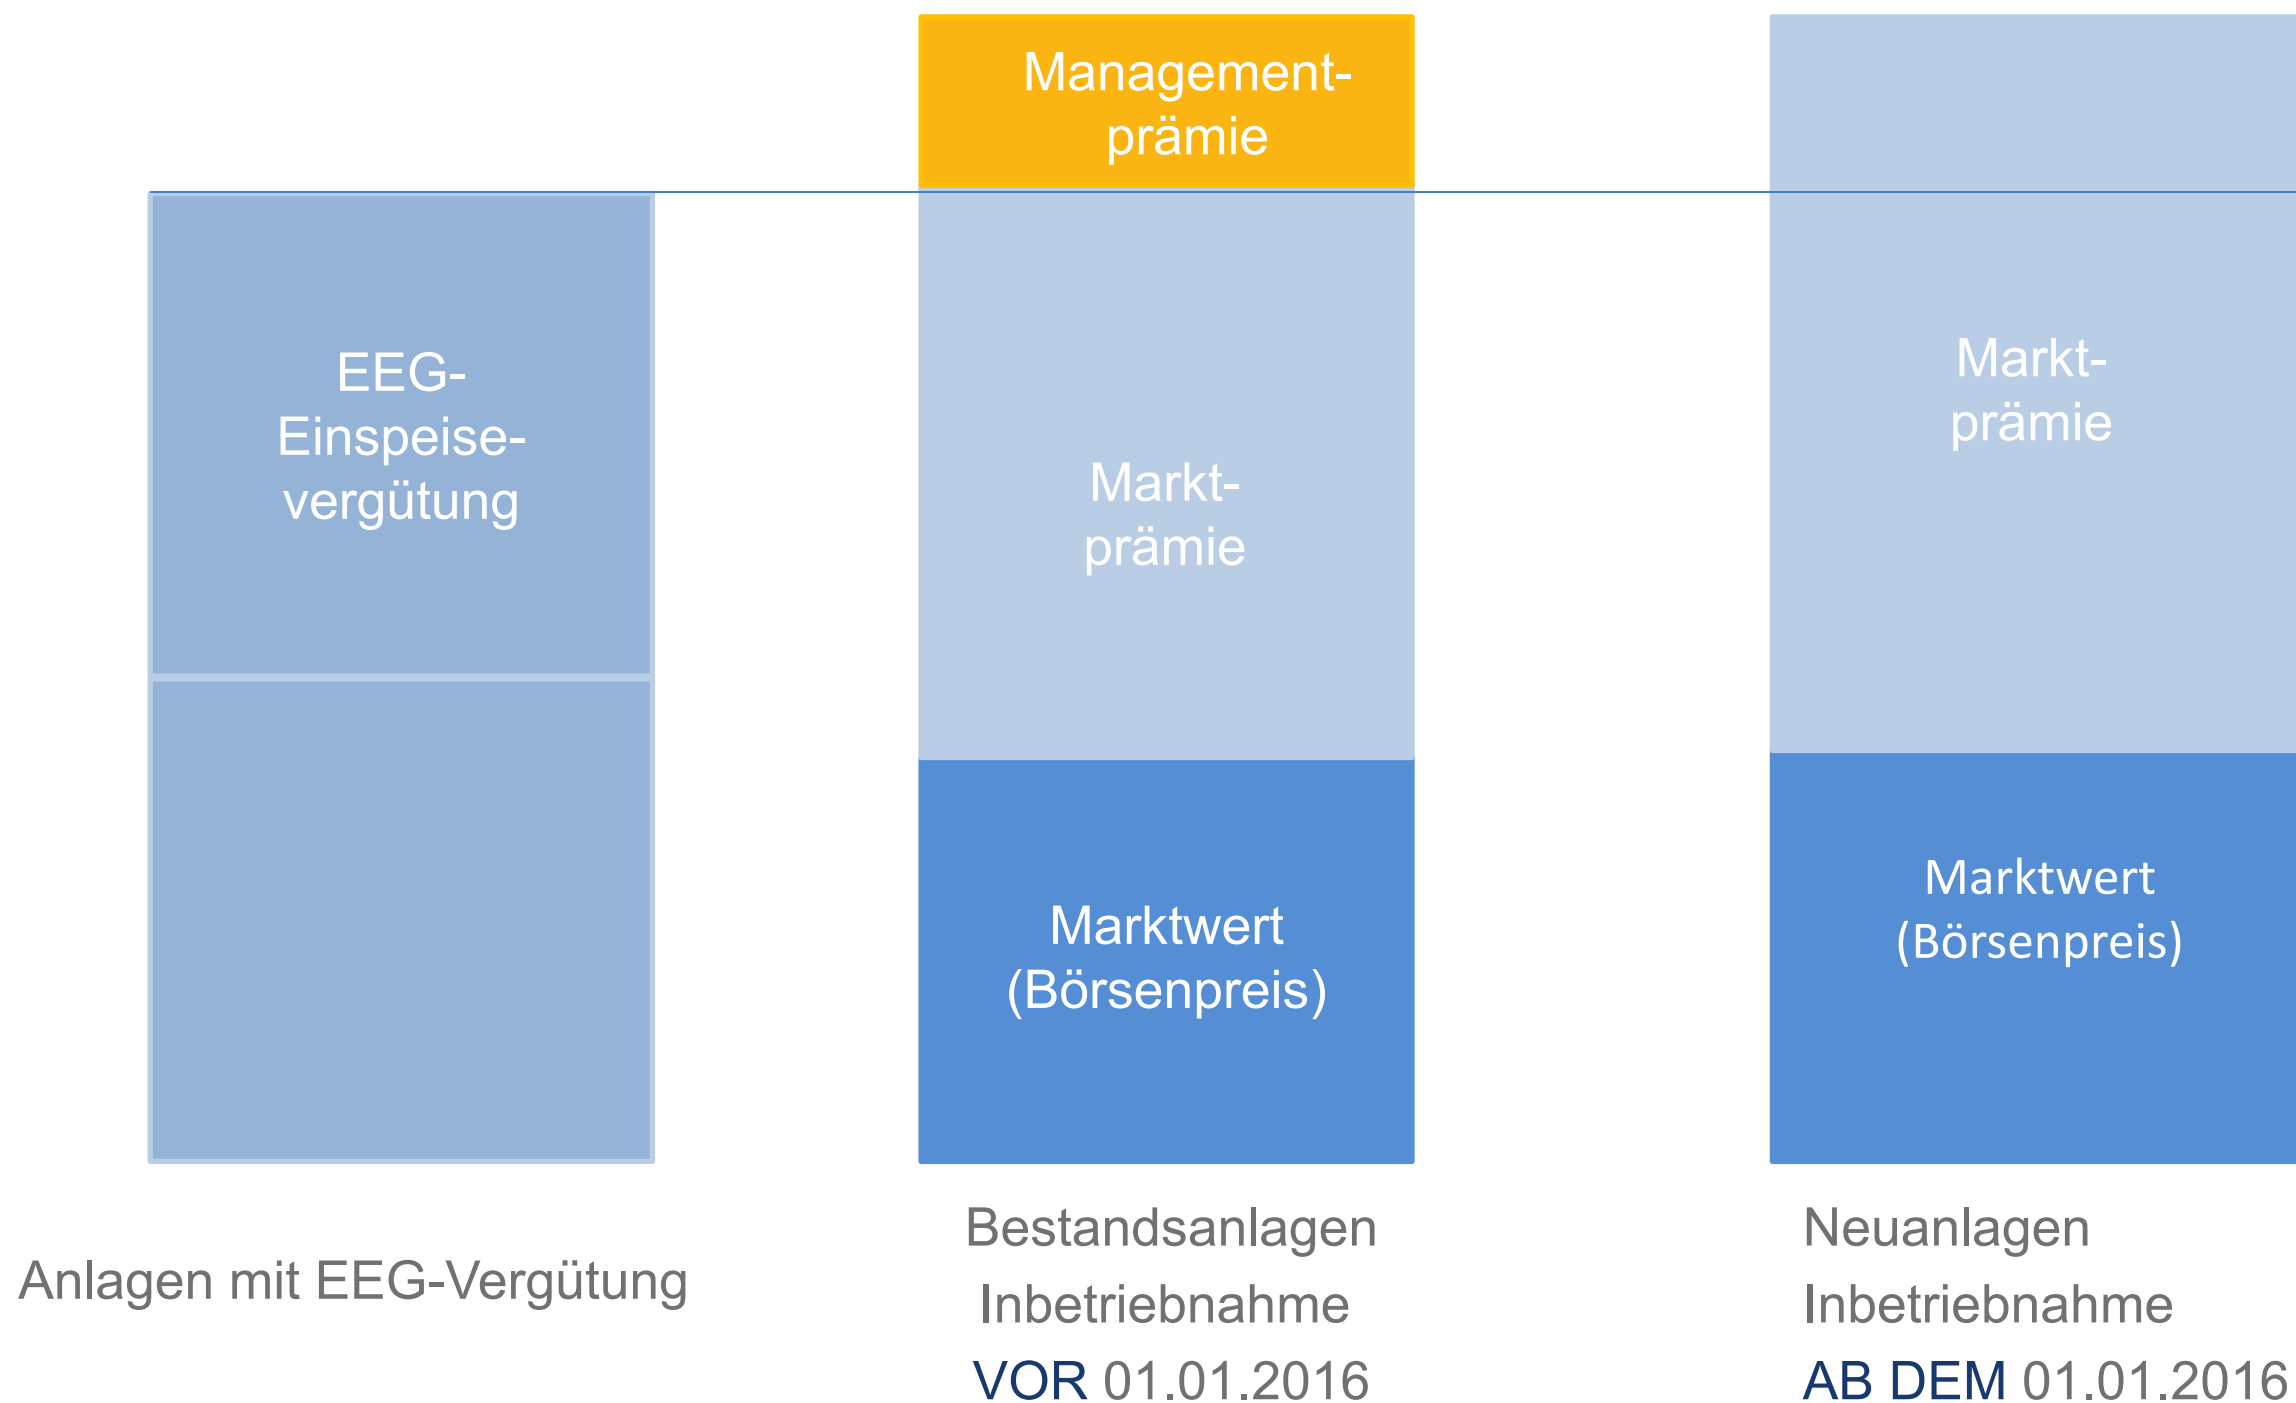 Management-
prämie
EEG-
Einspeise-
vergütung
Markt-
prämie
Markt-
prämie
Marktwert
(Börsenpreis)
Marktwert
(Börsenpreis)
Anlagen mit EEG-Vergütung
Bestandsanlagen
Inbetriebnahme
VOR 01.01.2016
Neuanlagen
Inbetriebnahme
AB DEM 01.01.2016